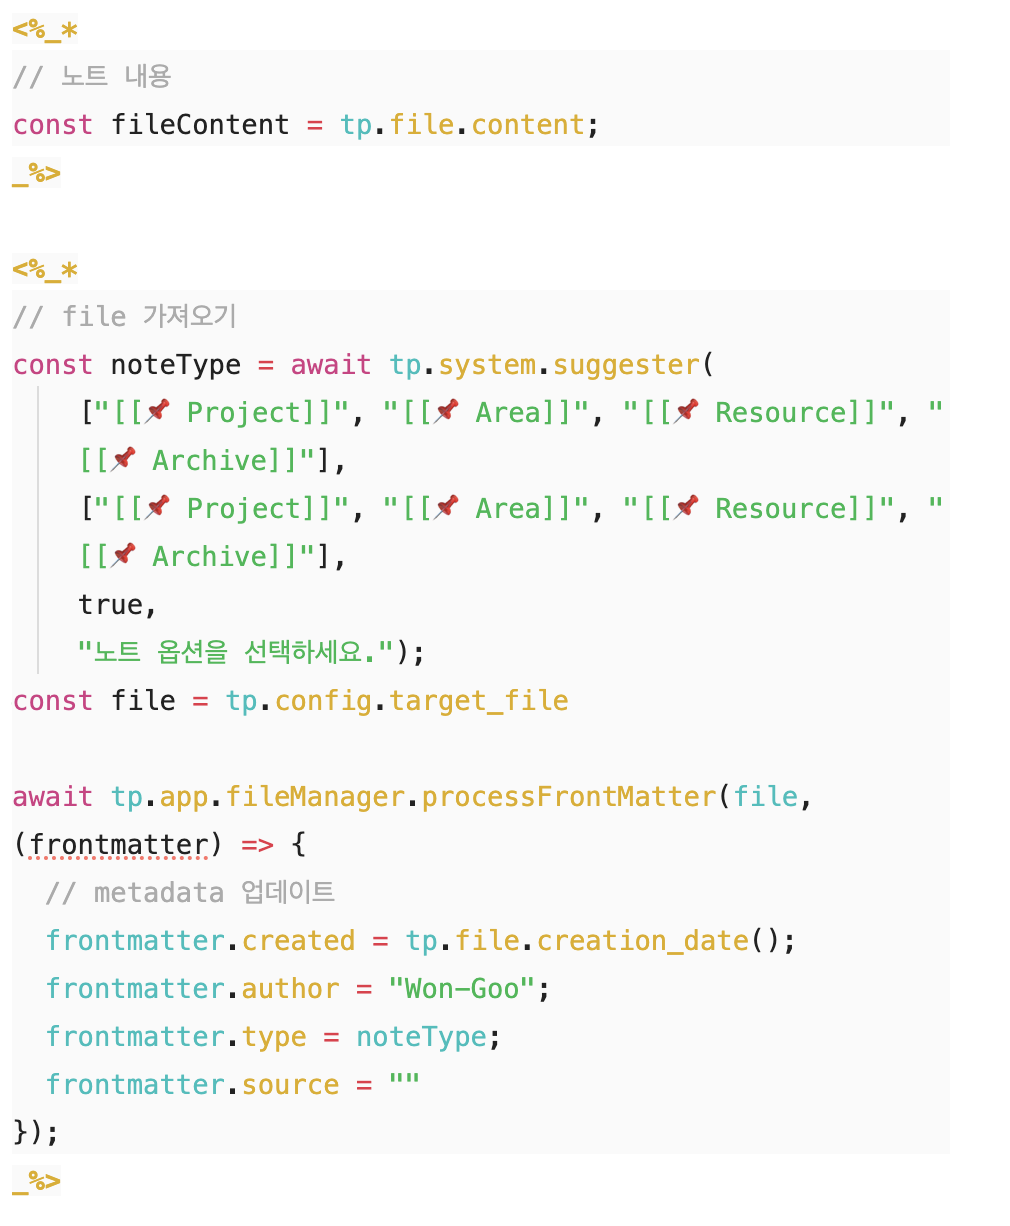 <%_*
// 노트 내용
const fileContent = tp.file.content;
_%>
<%_*
// file 가져오기
const noteType = await tp.system.suggester(
["[[📌 Project]]", "[[📌 Area]]", "[[📌 Resource]]", "
[[📌 Archive]]"],
["[[📌 Project]]", "[[📌 Area]]", "[[📌 Resource]]", "
[[📌 Archive]]"],
true,
"노트 옵션을 선택하세요.");
const file = tp.config.target_file
await tp.app.fileManager.processFrontMatter(file,
(frontmatter) => {
// metadata 업데이트
frontmatter.created = tp.file.creation_date();
frontmatter.author = "Won-Goo";
frontmatter.type = noteType;
frontmatter.source = ""
});
_%>